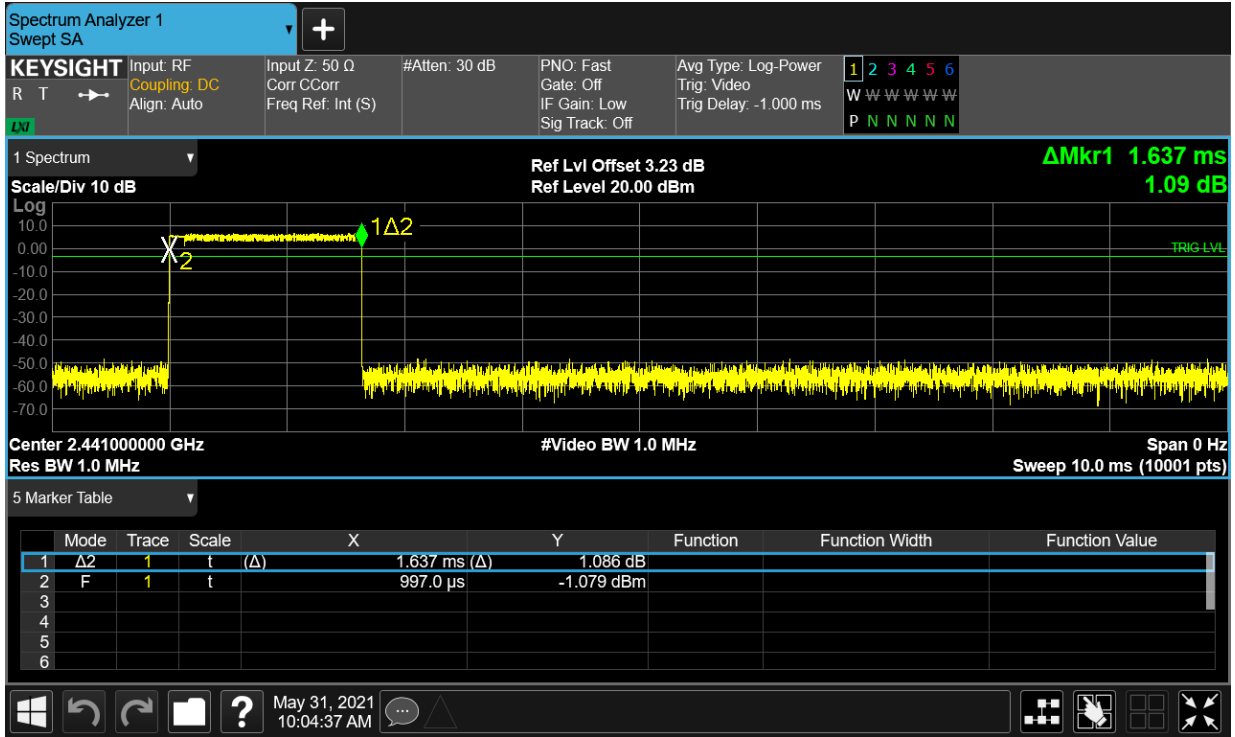 Spectrum Analyzer 1
Swept SA
KEYSIGHT
R T
LXI
Input: RF
Coupling: DC
Align: Auto
Input Z: 50 Ω
Corr CCorr
Freq Ref: Int (S)
#Atten: 30 dB
PNO: Fast
Gate: Off
IF Gain: Low
Sig Track: Off
Avg Type: Log-Power
Trig: Video
Trig Delay: -1.000 ms
1 2 3 4 5 6
W W W W W W
P N N N N N
1 Spectrum
Scale/Div 10 dB
Ref Lvl Offset 3.23 dB
Ref Level 20.00 dBm
ΔMkr1 1.637 ms
1.09 dB
Log
10.0
0.00
-10.0
-20.0
-30.0
-40.0
-50.0
-60.0
-70.0
1Δ2
2
TRIG LVL
Center 2.441000000 GHz
#Video BW 1.0 MHz
Span 0 Hz
Res BW 1.0 MHz
Sweep 10.0 ms (10001 pts)
5 Marker Table
Mode Trace Scale X Y Function Function Width Function Value
1 Δ2 1 t (Δ) 1.637 ms (Δ) 1.086 dB
2 F 1 t 997.0 µs -1.079 dBm
3
4
5
6
?
May 31, 2021
10:04:37 AM